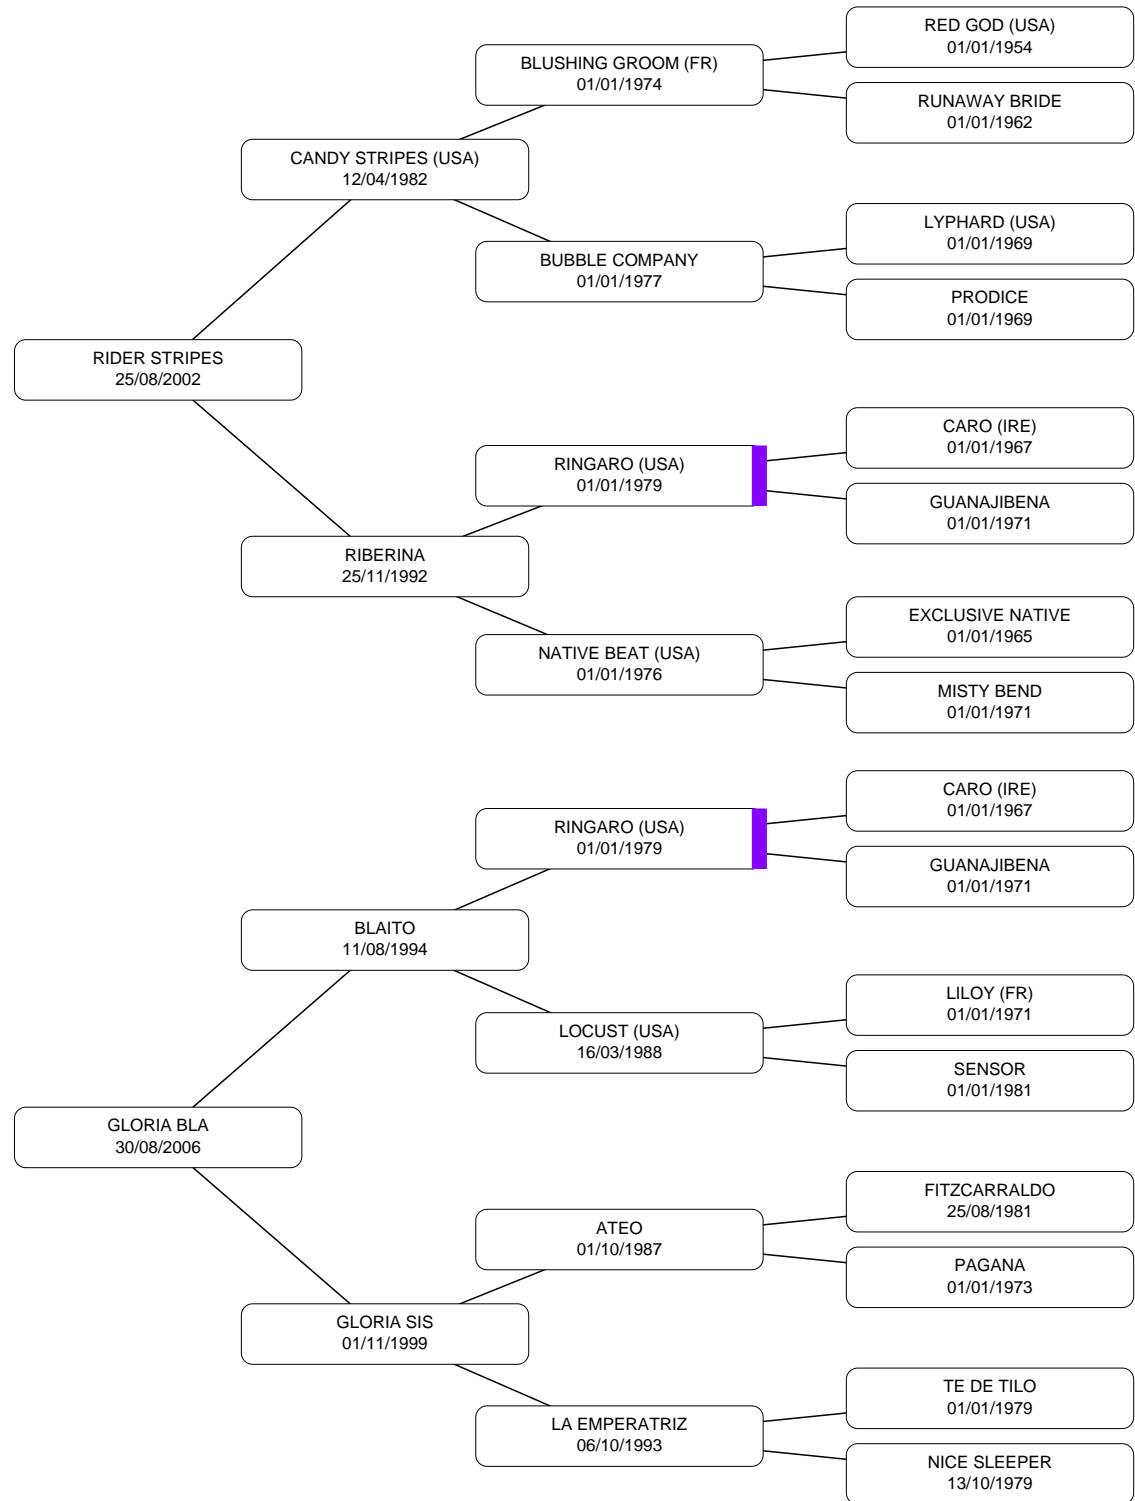 RED GOD (USA)
01/01/1954
BLUSHING GROOM (FR)
01/01/1974
RUNAWAY BRIDE
01/01/1962
CANDY STRIPES (USA)
12/04/1982
LYPHARD (USA)
01/01/1969
BUBBLE COMPANY
01/01/1977
PRODICE
01/01/1969
RIDER STRIPES
25/08/2002
CARO (IRE)
01/01/1967
RINGARO (USA)
01/01/1979
GUANAJIBENA
01/01/1971
RIBERINA
25/11/1992
EXCLUSIVE NATIVE
01/01/1965
NATIVE BEAT (USA)
01/01/1976
MISTY BEND
01/01/1971
CARO (IRE)
01/01/1967
RINGARO (USA)
01/01/1979
GUANAJIBENA
01/01/1971
BLAITO
11/08/1994
LILOY (FR)
01/01/1971
LOCUST (USA)
16/03/1988
SENSOR
01/01/1981
GLORIA BLA
30/08/2006
FITZCARRALDO
25/08/1981
ATEO
01/10/1987
PAGANA
01/01/1973
GLORIA SIS
01/11/1999
TE DE TILO
01/01/1979
LA EMPERATRIZ
06/10/1993
NICE SLEEPER
13/10/1979